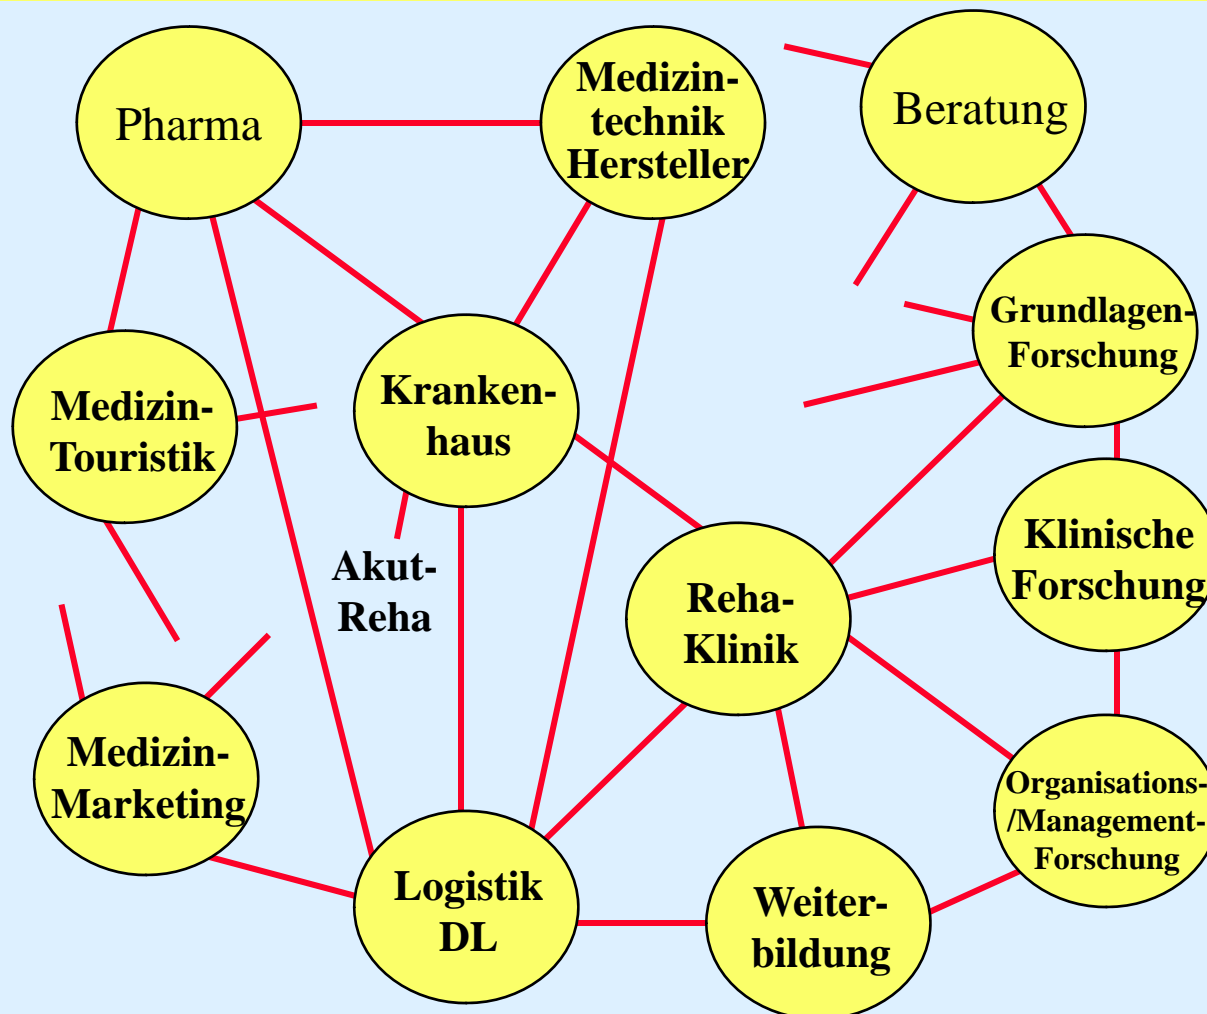 Pharma
Medizin-
technik
Hersteller
Beratung
Grundlagen-
Forschung
Medizin-
Touristik
Kranken-
haus
Klinische
Forschung
Akut-
Reha
Reha-
Klinik
Medizin-
Marketing
Organisations-
/Management-
Forschung
Logistik
DL
Weiter-
bildung